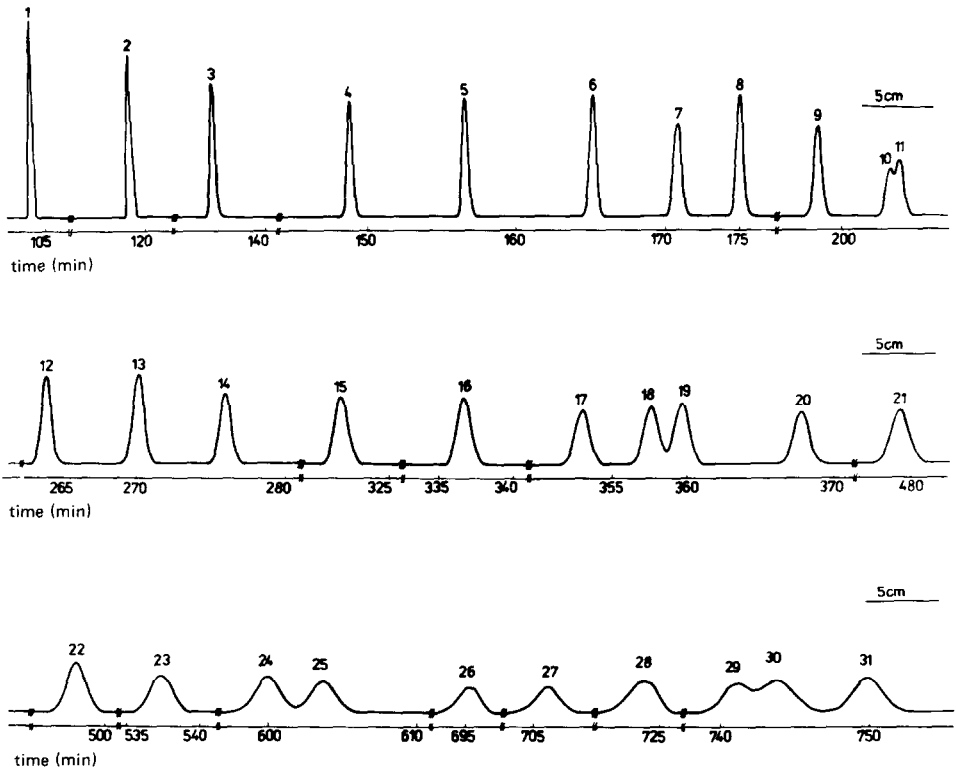 1 2 3 4 5 6 7 8 9 10 11
5cm
105 120 140 150 160 170 175 200
time (min)
12 13 14 15 16 17 18 19 20 21
5cm
265 270 280 325 335 340 355 360 370 480
time (min)
22 23 24 25 26 27 28 29 30 31
5cm
500 535 540 600 610 695 705 725 740 750
time (min)